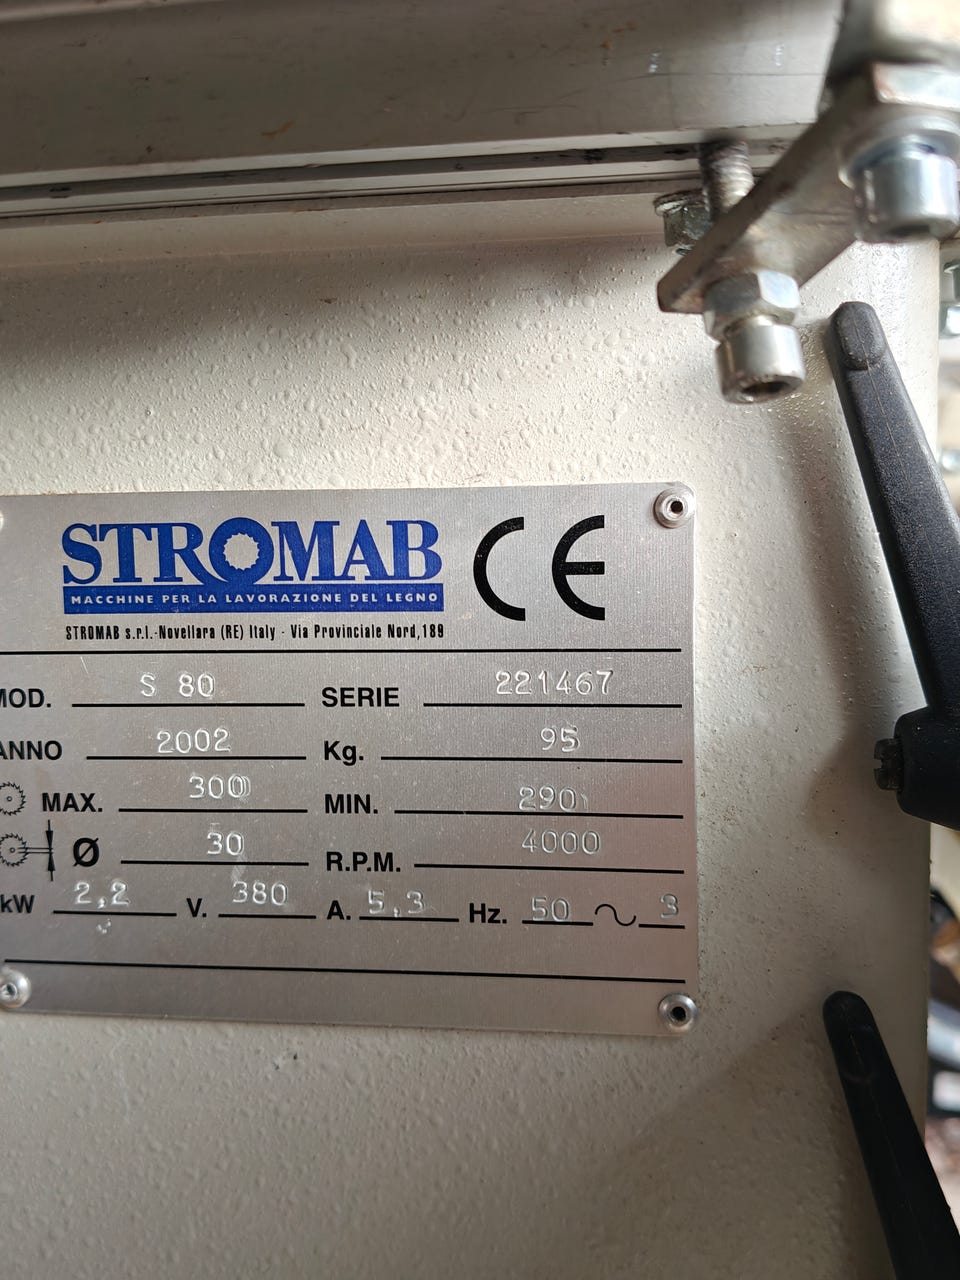 STROMAB CE
MACCHINE PER LA LAVORAZIONE DEL LEGNO
STROMAB s.r.l.-Novellara (RE) Italy - Via Provinciale Nord, 189
MOD. S 80 SERIE 221467
ANNO 2002 Kg. 95
MAX. 300 MIN. 290
Ø 30 R.P.M. 4000
kW 2,2 V. 380 A. 5,3 Hz. 50 ~ 3